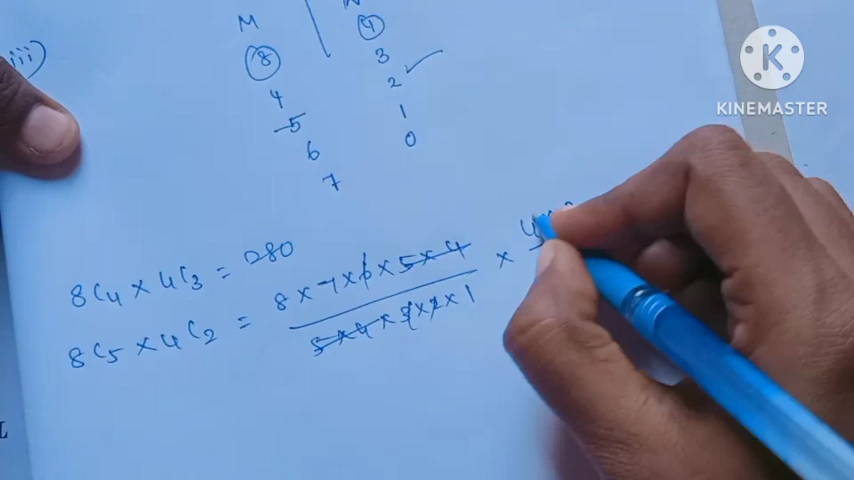 iii)
M
8 4
4 3
5 2
6 1
7 0
8C4 × 4C3 = 280
8C5 × 4C2 = 8×7×6×5×4 / 5×4×3×2×1 × 4×
K
KINEMASTER
L